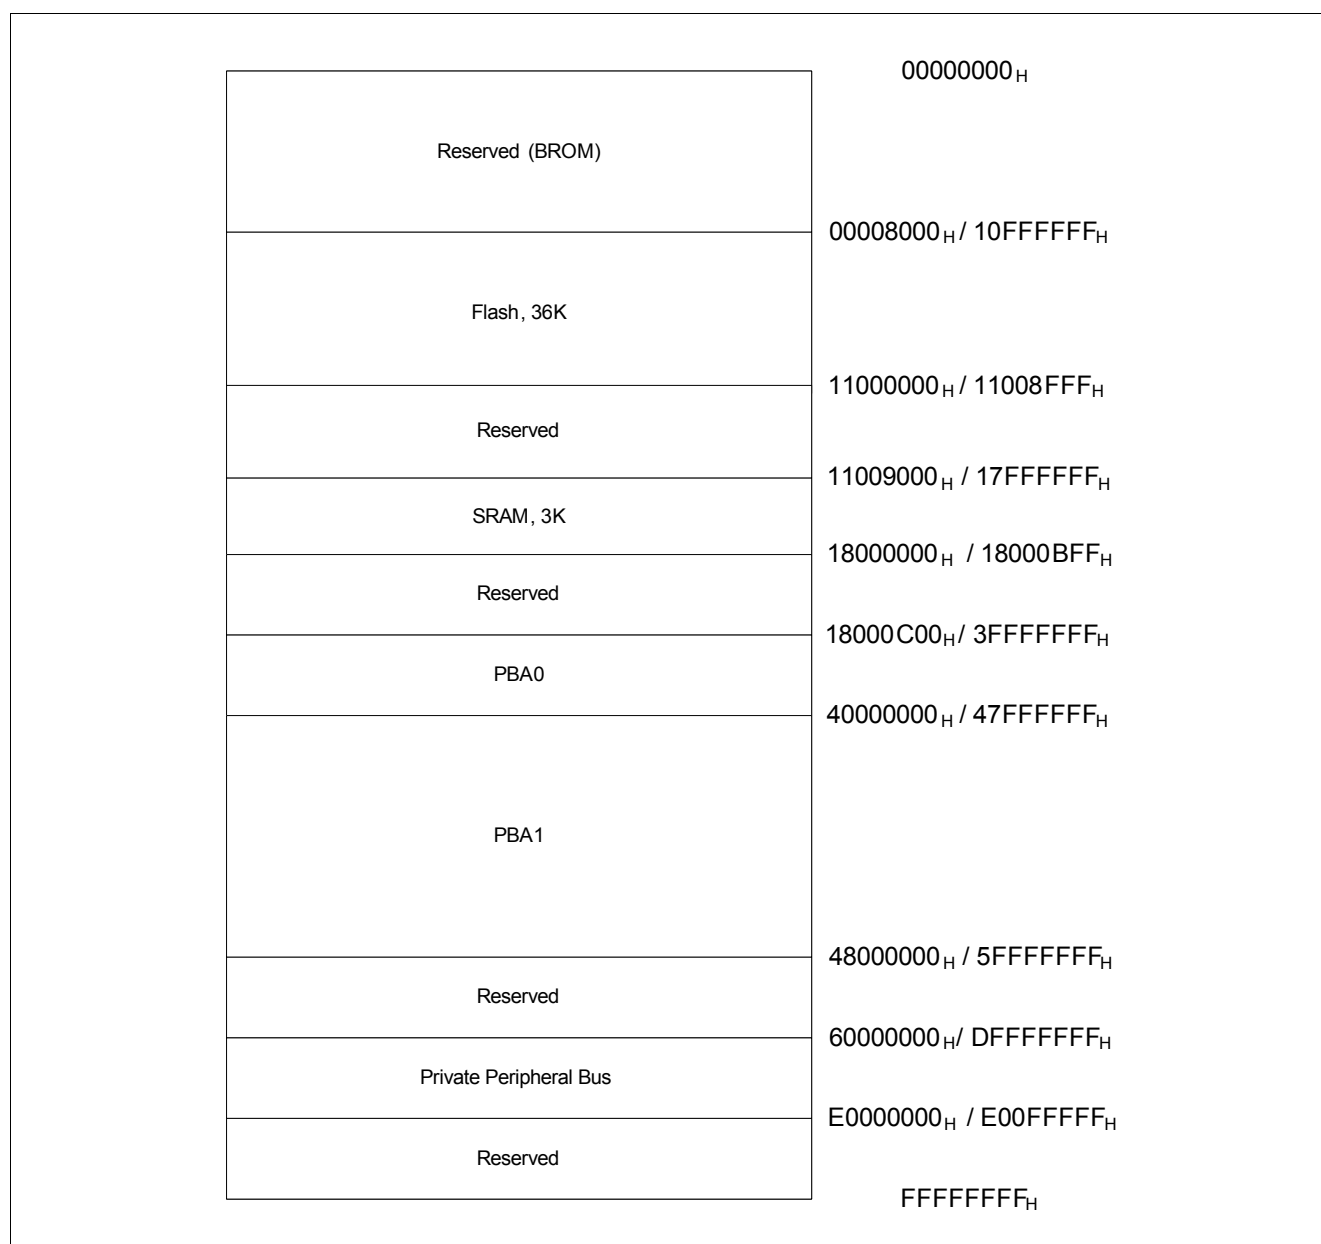 00000000H
Reserved (BROM)
00008000H / 10FFFFFFH
Flash, 36K
11000000H / 11008FFFH
Reserved
11009000H / 17FFFFFFH
SRAM, 3K
18000000H / 18000BFFH
Reserved
18000C00H / 3FFFFFFFH
PBA0
40000000H / 47FFFFFFH
PBA1
48000000H / 5FFFFFFFH
Reserved
60000000H / DFFFFFFFH
Private Peripheral Bus
E0000000H / E00FFFFFH
Reserved
FFFFFFFFH